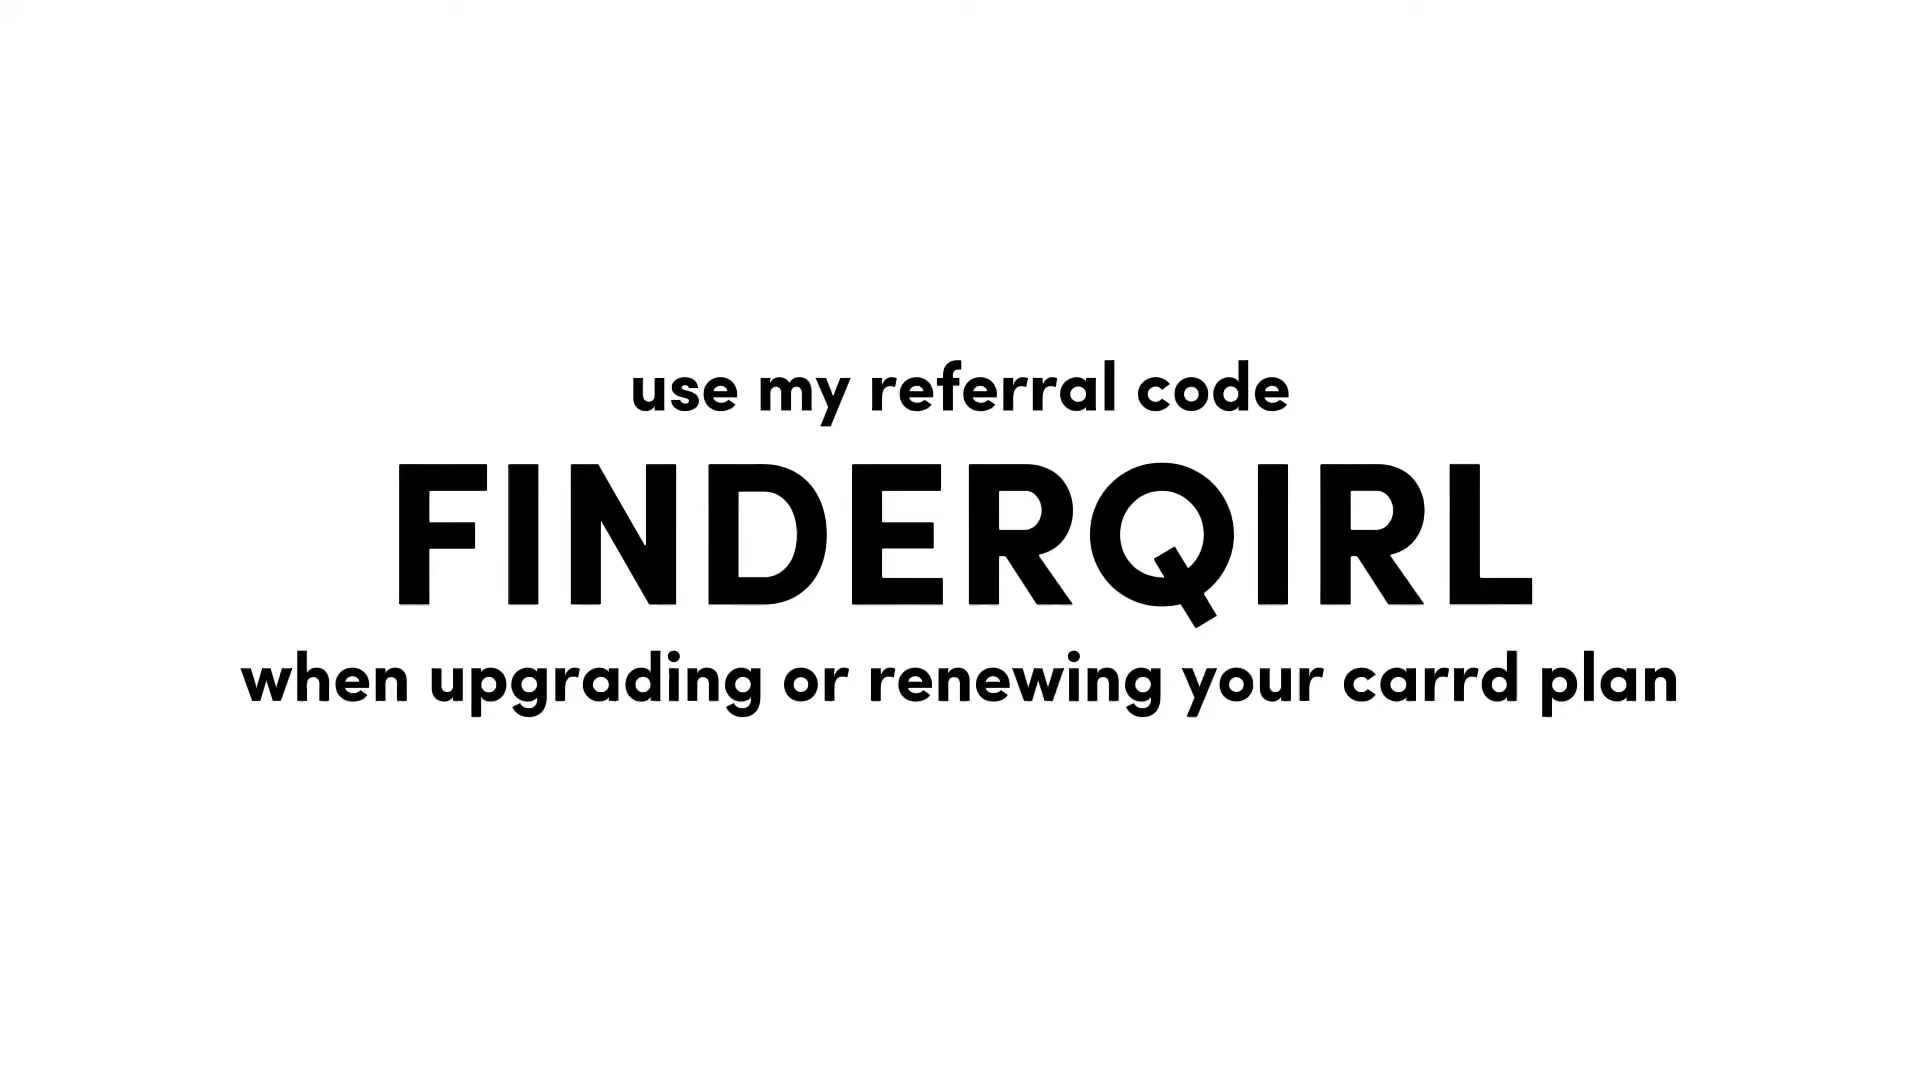 use my referral code
FINDERQIRL
when upgrading or renewing your carrd plan